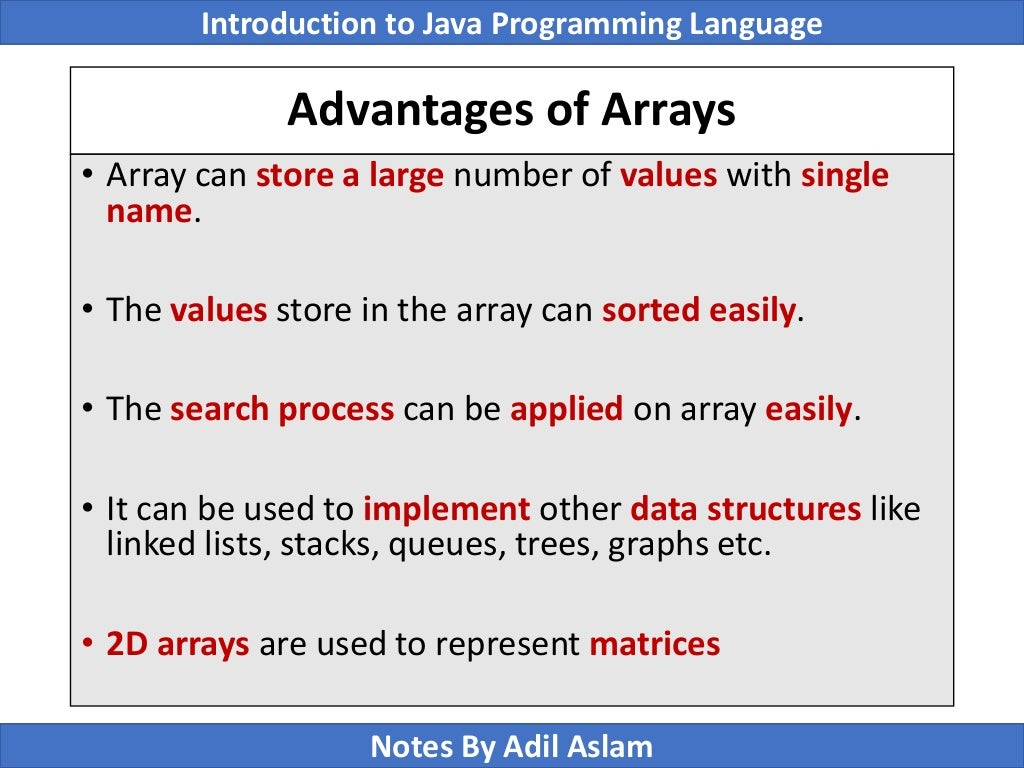 Introduction to Java Programming Language
Advantages of Arrays
• Array can store a large number of values with single
name.
• The values store in the array can sorted easily.
• The search process can be applied on array easily.
• It can be used to implement other data structures like
linked lists, stacks, queues, trees, graphs etc.
• 2D arrays are used to represent matrices
Notes By Adil Aslam